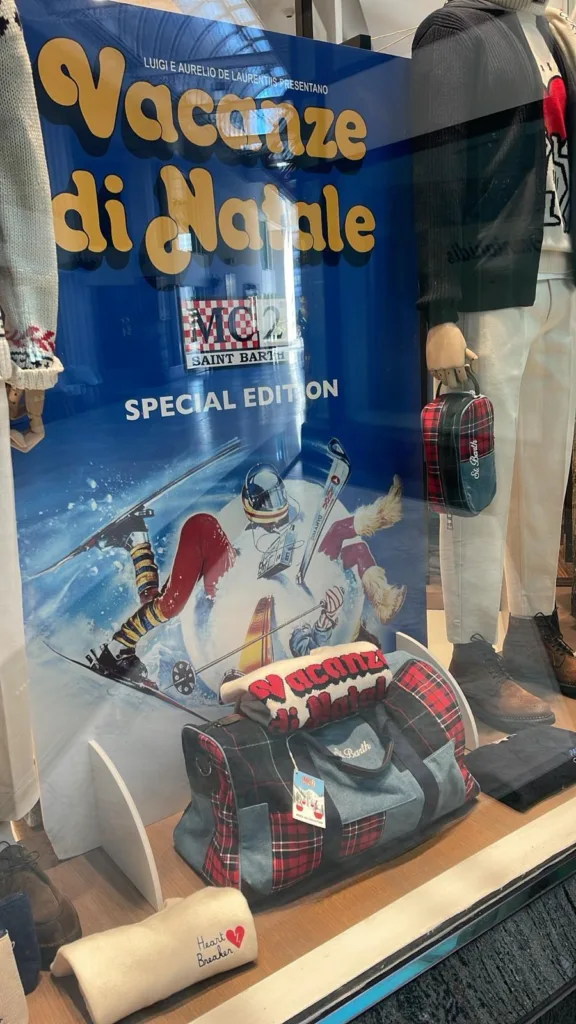 LUIGI E AURELIO DE LAURENTIIS PRESENTANO
Vacanze
di Natale
MC2
SAINT BARTH
SPECIAL EDITION
St. Barth
Vacanze
di Natale
St. Barth
Heart
Breaker